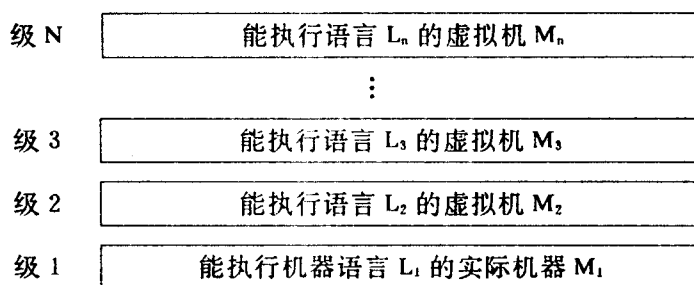 级 N 能执行语言 Lₙ 的虚拟机 Mₙ
⋮
级 3 能执行语言 L₃ 的虚拟机 M₃
级 2 能执行语言 L₂ 的虚拟机 M₂
级 1 能执行机器语言 L₁ 的实际机器 M₁